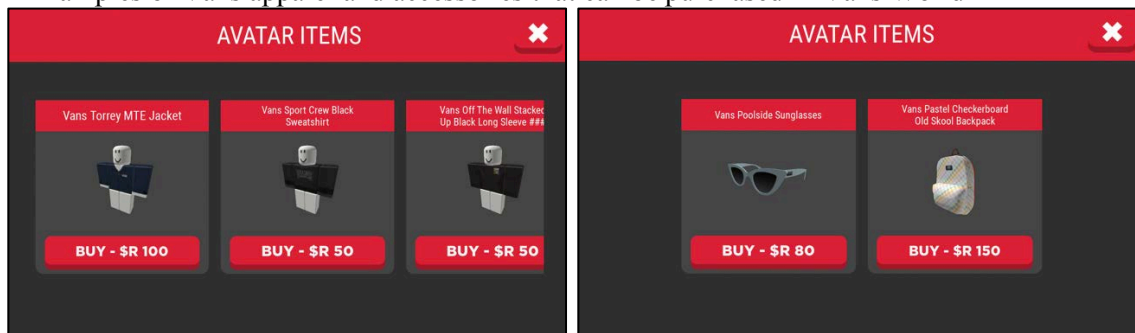 AVATAR ITEMS
Vans Torrey MTE Jacket
Vans Sport Crew Black
Sweatshirt
Vans Off The Wall Stacked
Up Black Long Sleeve ###
BUY - $R 100
BUY - $R 50
BUY - $R 50
AVATAR ITEMS
Vans Poolside Sunglasses
Vans Pastel Checkerboard
Old Skool Backpack
BUY - $R 80
BUY - $R 150